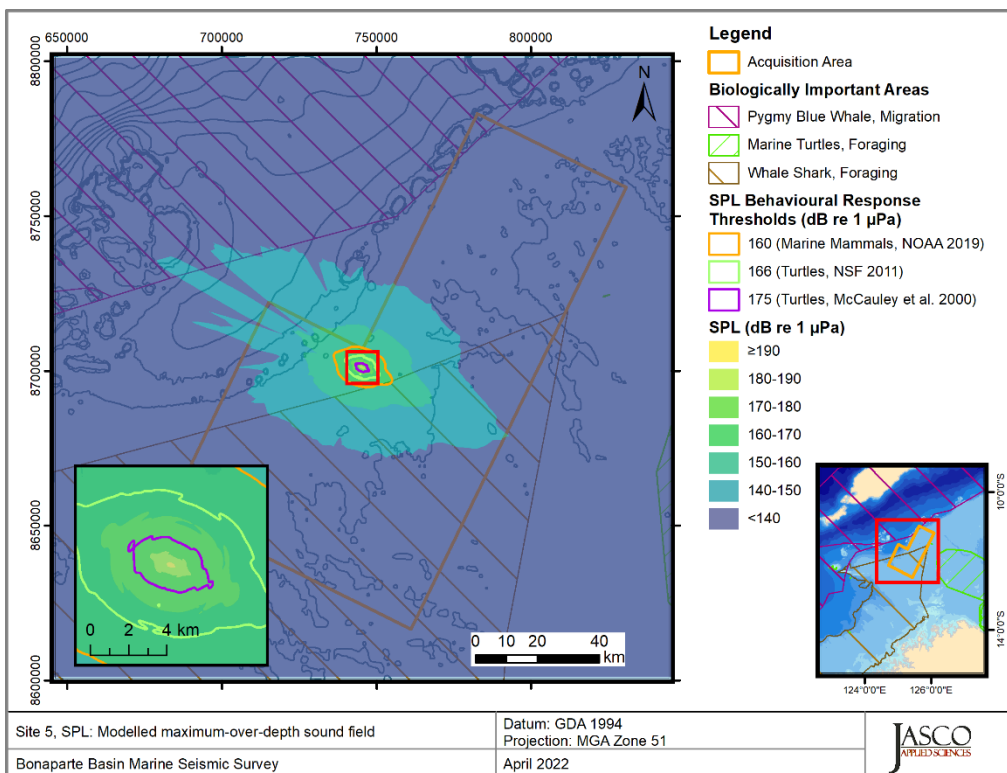 650000
700000
750000
800000
8800000
8750000
8700000
8650000
8600000
N
0 2 4 km
0 10 20 40
km
Legend
Acquisition Area
Biologically Important Areas
Pygmy Blue Whale, Migration
Marine Turtles, Foraging
Whale Shark, Foraging
SPL Behavioural Response
Thresholds (dB re 1 µPa)
160 (Marine Mammals, NOAA 2019)
166 (Turtles, NSF 2011)
175 (Turtles, McCauley et al. 2000)
SPL (dB re 1 µPa)
≥190
180-190
170-180
160-170
150-160
140-150
<140
10°0'0"S
14°0'0"S
124°0'0"E 126°0'0"E
Site 5, SPL: Modelled maximum-over-depth sound field
Bonaparte Basin Marine Seismic Survey
Datum: GDA 1994
Projection: MGA Zone 51
April 2022
JASCO
APPLIED SCIENCES